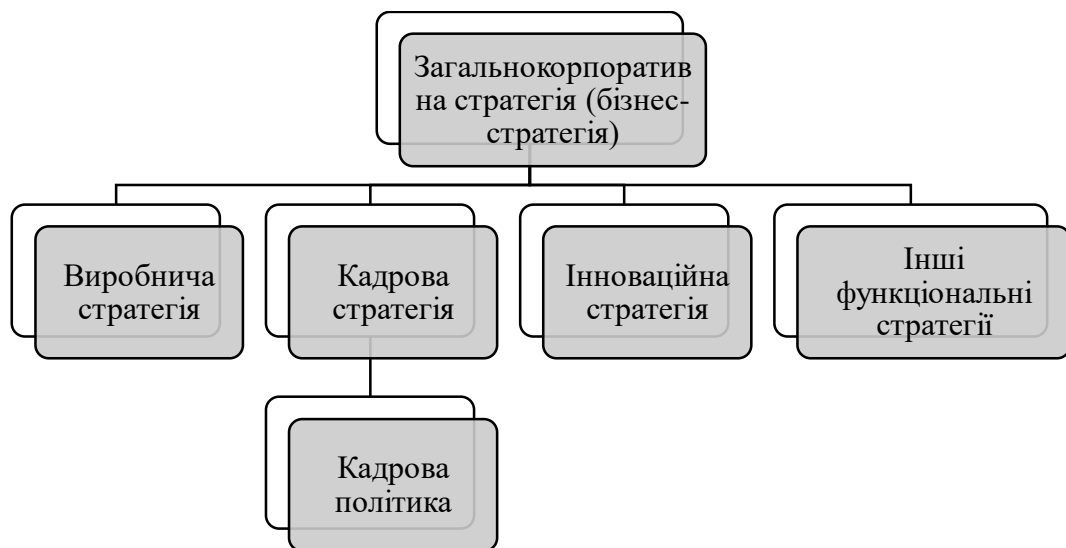 Загальнокорпоратив
на стратегія (бізнес-
стратегія)
Виробнича
стратегія
Кадрова
стратегія
Інноваційна
стратегія
Інші
функціональні
стратегії
Кадрова
політика